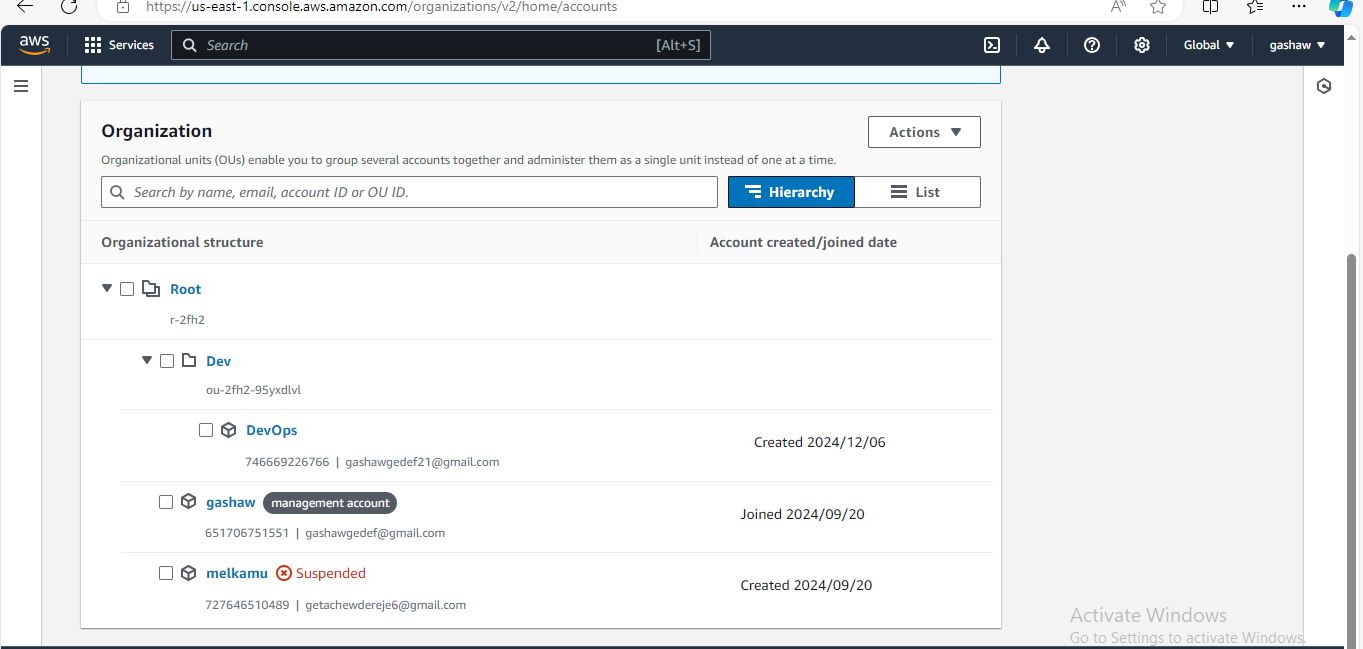 https://us-east-1.console.aws.amazon.com/organizations/v2/home/accounts
aws Services Search [Alt+S] Global gashaw
Organization
Actions
Organizational units (OUs) enable you to group several accounts together and administer them as a single unit instead of one at a time.
Search by name, email, account ID or OU ID. Hierarchy List
Organizational structure Account created/joined date
Root
r-2fh2
Dev
ou-2fh2-95yxdlvl
DevOps
Created 2024/12/06
746669226766 | gashawgedef21@gmail.com
gashaw management account
Joined 2024/09/20
651706751551 | gashawgedef@gmail.com
melkamu Suspended
Created 2024/09/20
727646510489 | getachewdereje6@gmail.com
Activate Windows
Go to Settings to activate Windows.